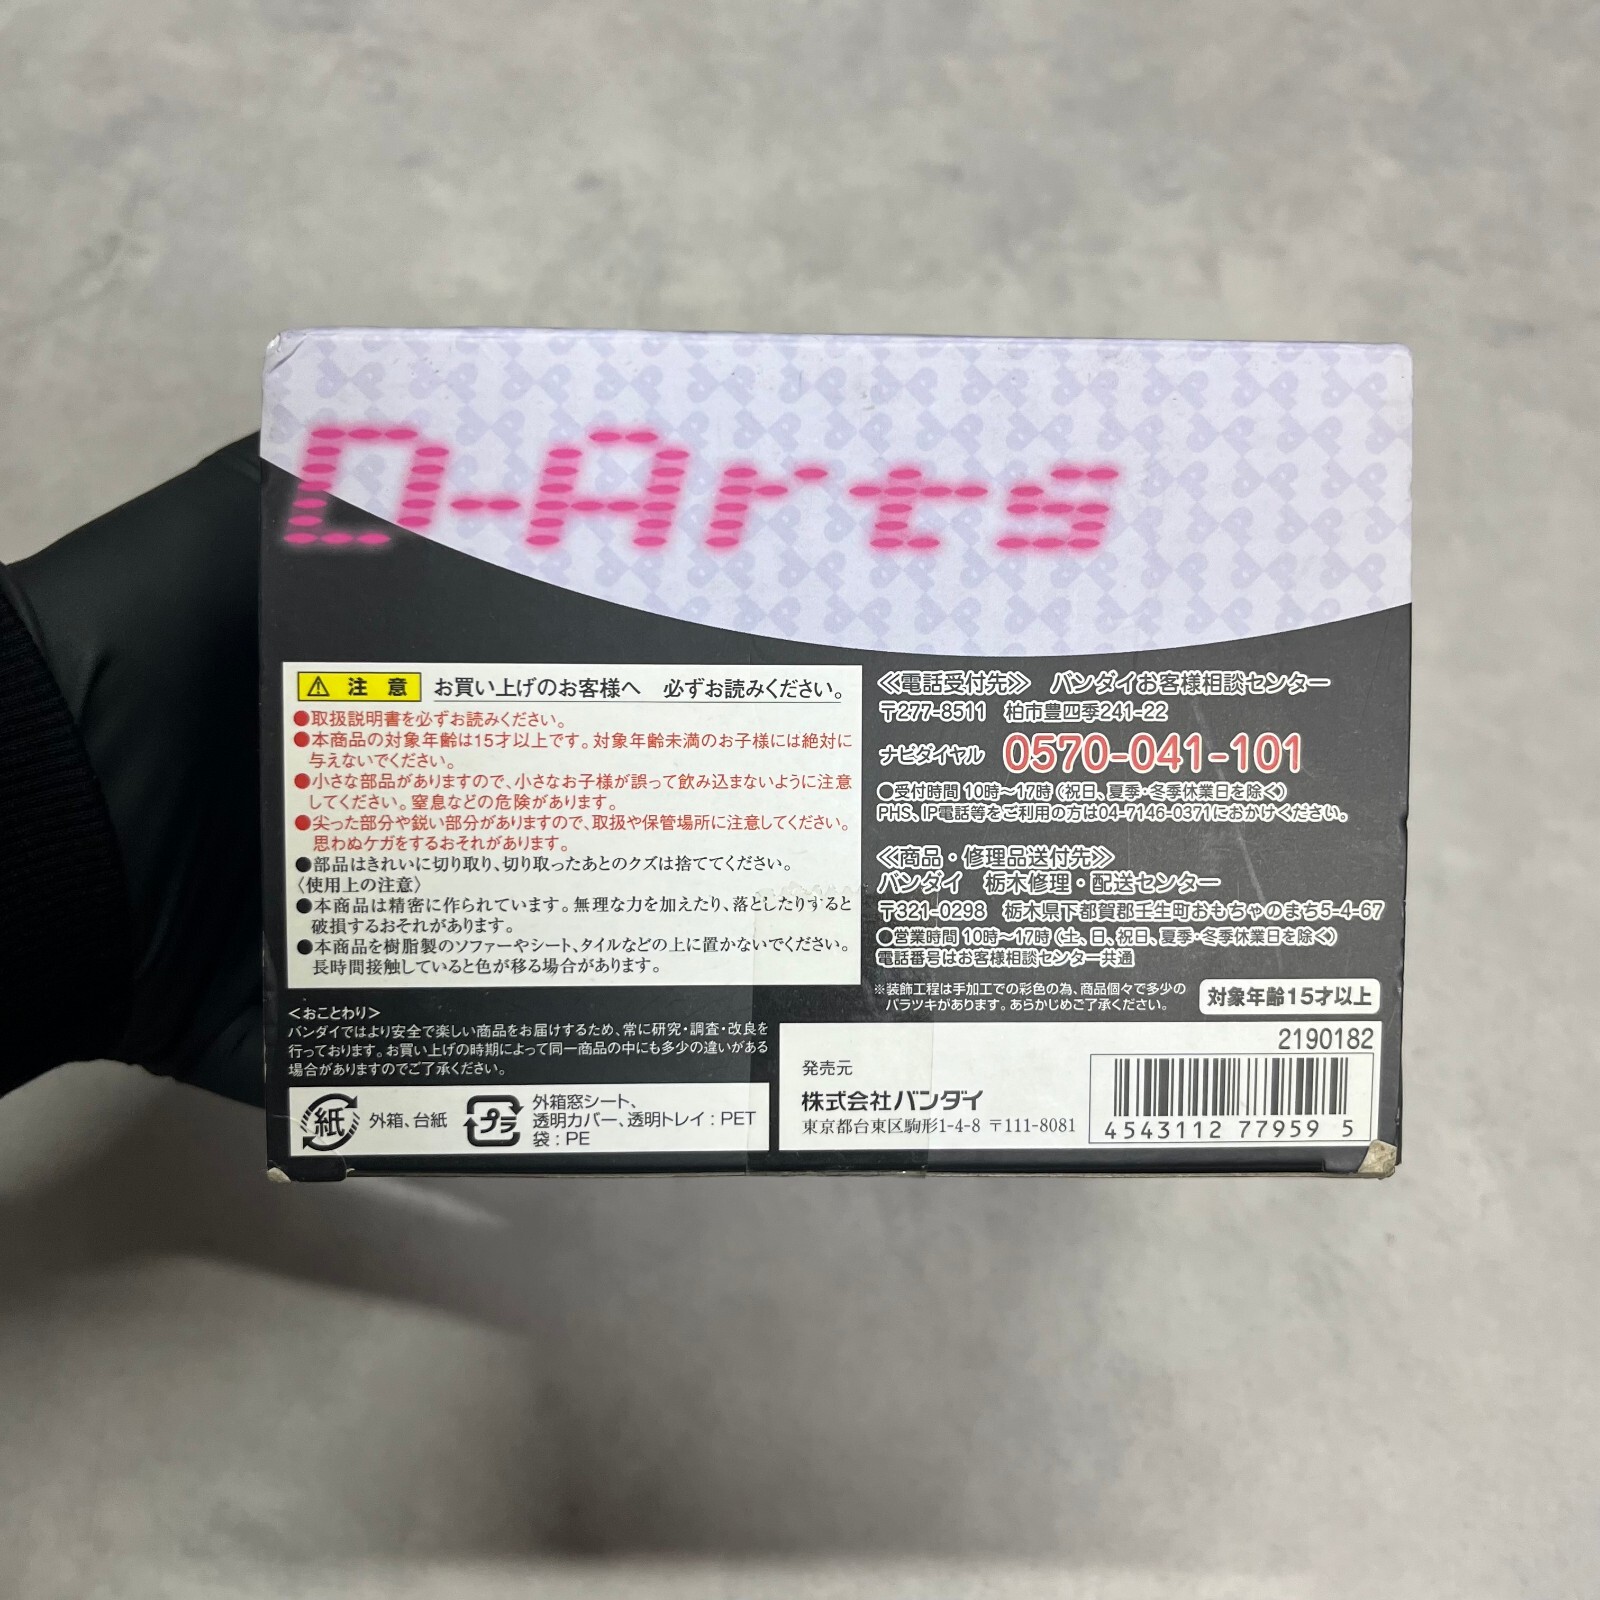 D-Arts
注意 お買い上げのお客様へ 必ずお読みください。
●取扱説明書を必ずお読みください。
●本商品の対象年齢は15才以上です。対象年齢未満のお子様には絶対に
与えないでください。
●小さな部品がありますので、小さなお子様が誤って飲み込まないように注意
してください。窒息などの危険があります。
●尖った部分や鋭い部分がありますので、取扱や保管場所に注意してください。
思わぬケガをするおそれがあります。
●部品はきれいに切り取り、切り取ったあとのクズは捨ててください。
〈使用上の注意〉
●本商品は精密に作られています。無理な力を加えたり、落としたりすると
破損するおそれがあります。
●本商品を樹脂製のソファーやシート、タイルなどの上に置かないでください。
長時間接触していると色が移る場合があります。
<おことわり>
バンダイではより安全で楽しい商品をお届けするため、常に研究・調査・改良を
行っております。お買い上げの時期によって同一商品の中にも多少の違いがある
場合がありますのでご了承ください。
紙 外箱、台紙
プラ 外箱窓シート、
透明カバー、透明トレイ：PET
袋：PE
≪電話受付先≫ バンダイお客様相談センター
〒277-8511 柏市豊四季241-22
ナビダイヤル 0570-041-101
●受付時間 10時～17時（祝日、夏季・冬季休業日を除く）
PHS、IP電話等をご利用の方は04-7146-0371におかけください。
≪商品・修理品送付先≫
バンダイ 栃木修理・配送センター
〒321-0298 栃木県下都賀郡壬生町おもちゃのまち5-4-67
●営業時間 10時～17時（土、日、祝日、夏季・冬季休業日を除く）
電話番号はお客様相談センター共通
※装飾工程は手加工での彩色の為、商品個々で多少の
バラツキがあります。あらかじめご了承ください。
対象年齢15才以上
2190182
発売元
株式会社バンダイ
東京都台東区駒形1-4-8 〒111-8081
4543112 77959 5